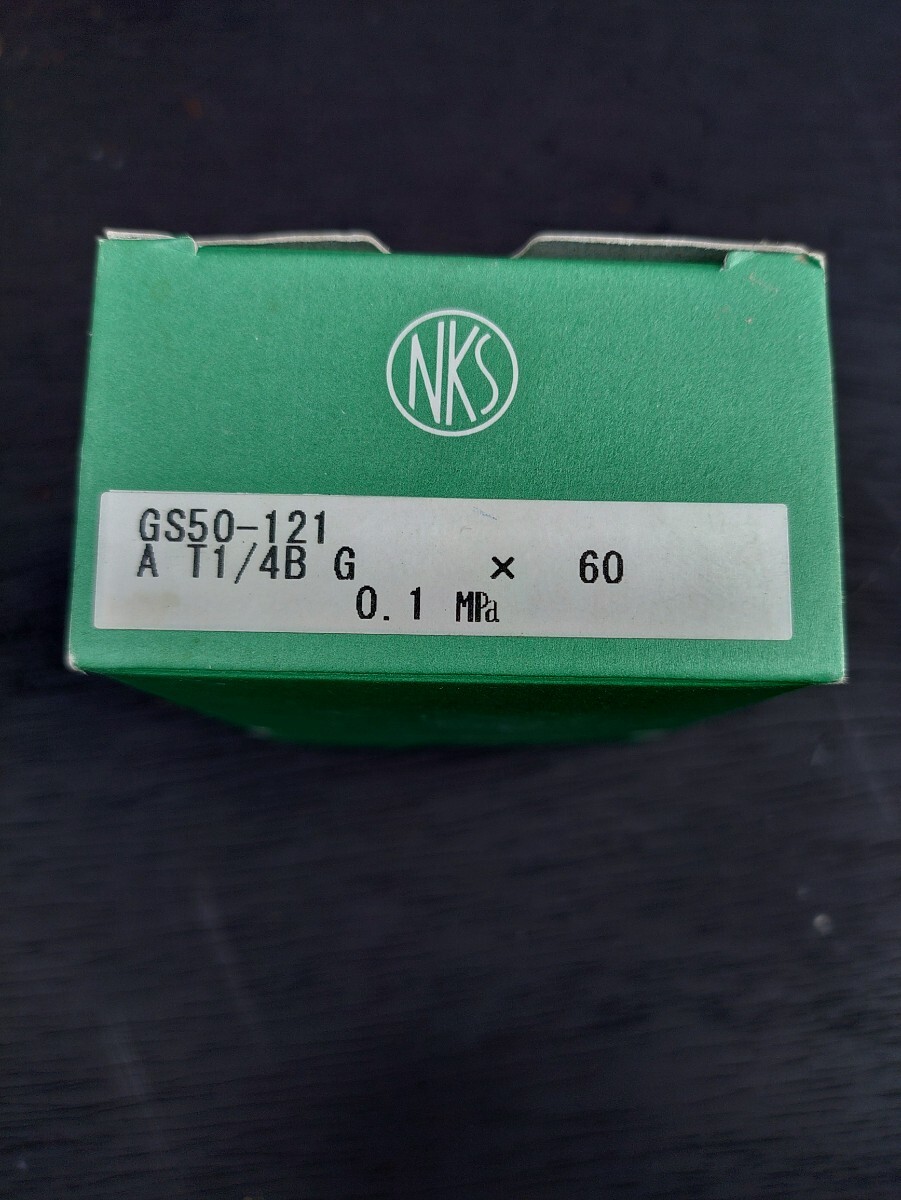 NKS
GS50-121
A T1/4B G × 60
0.1 MPa